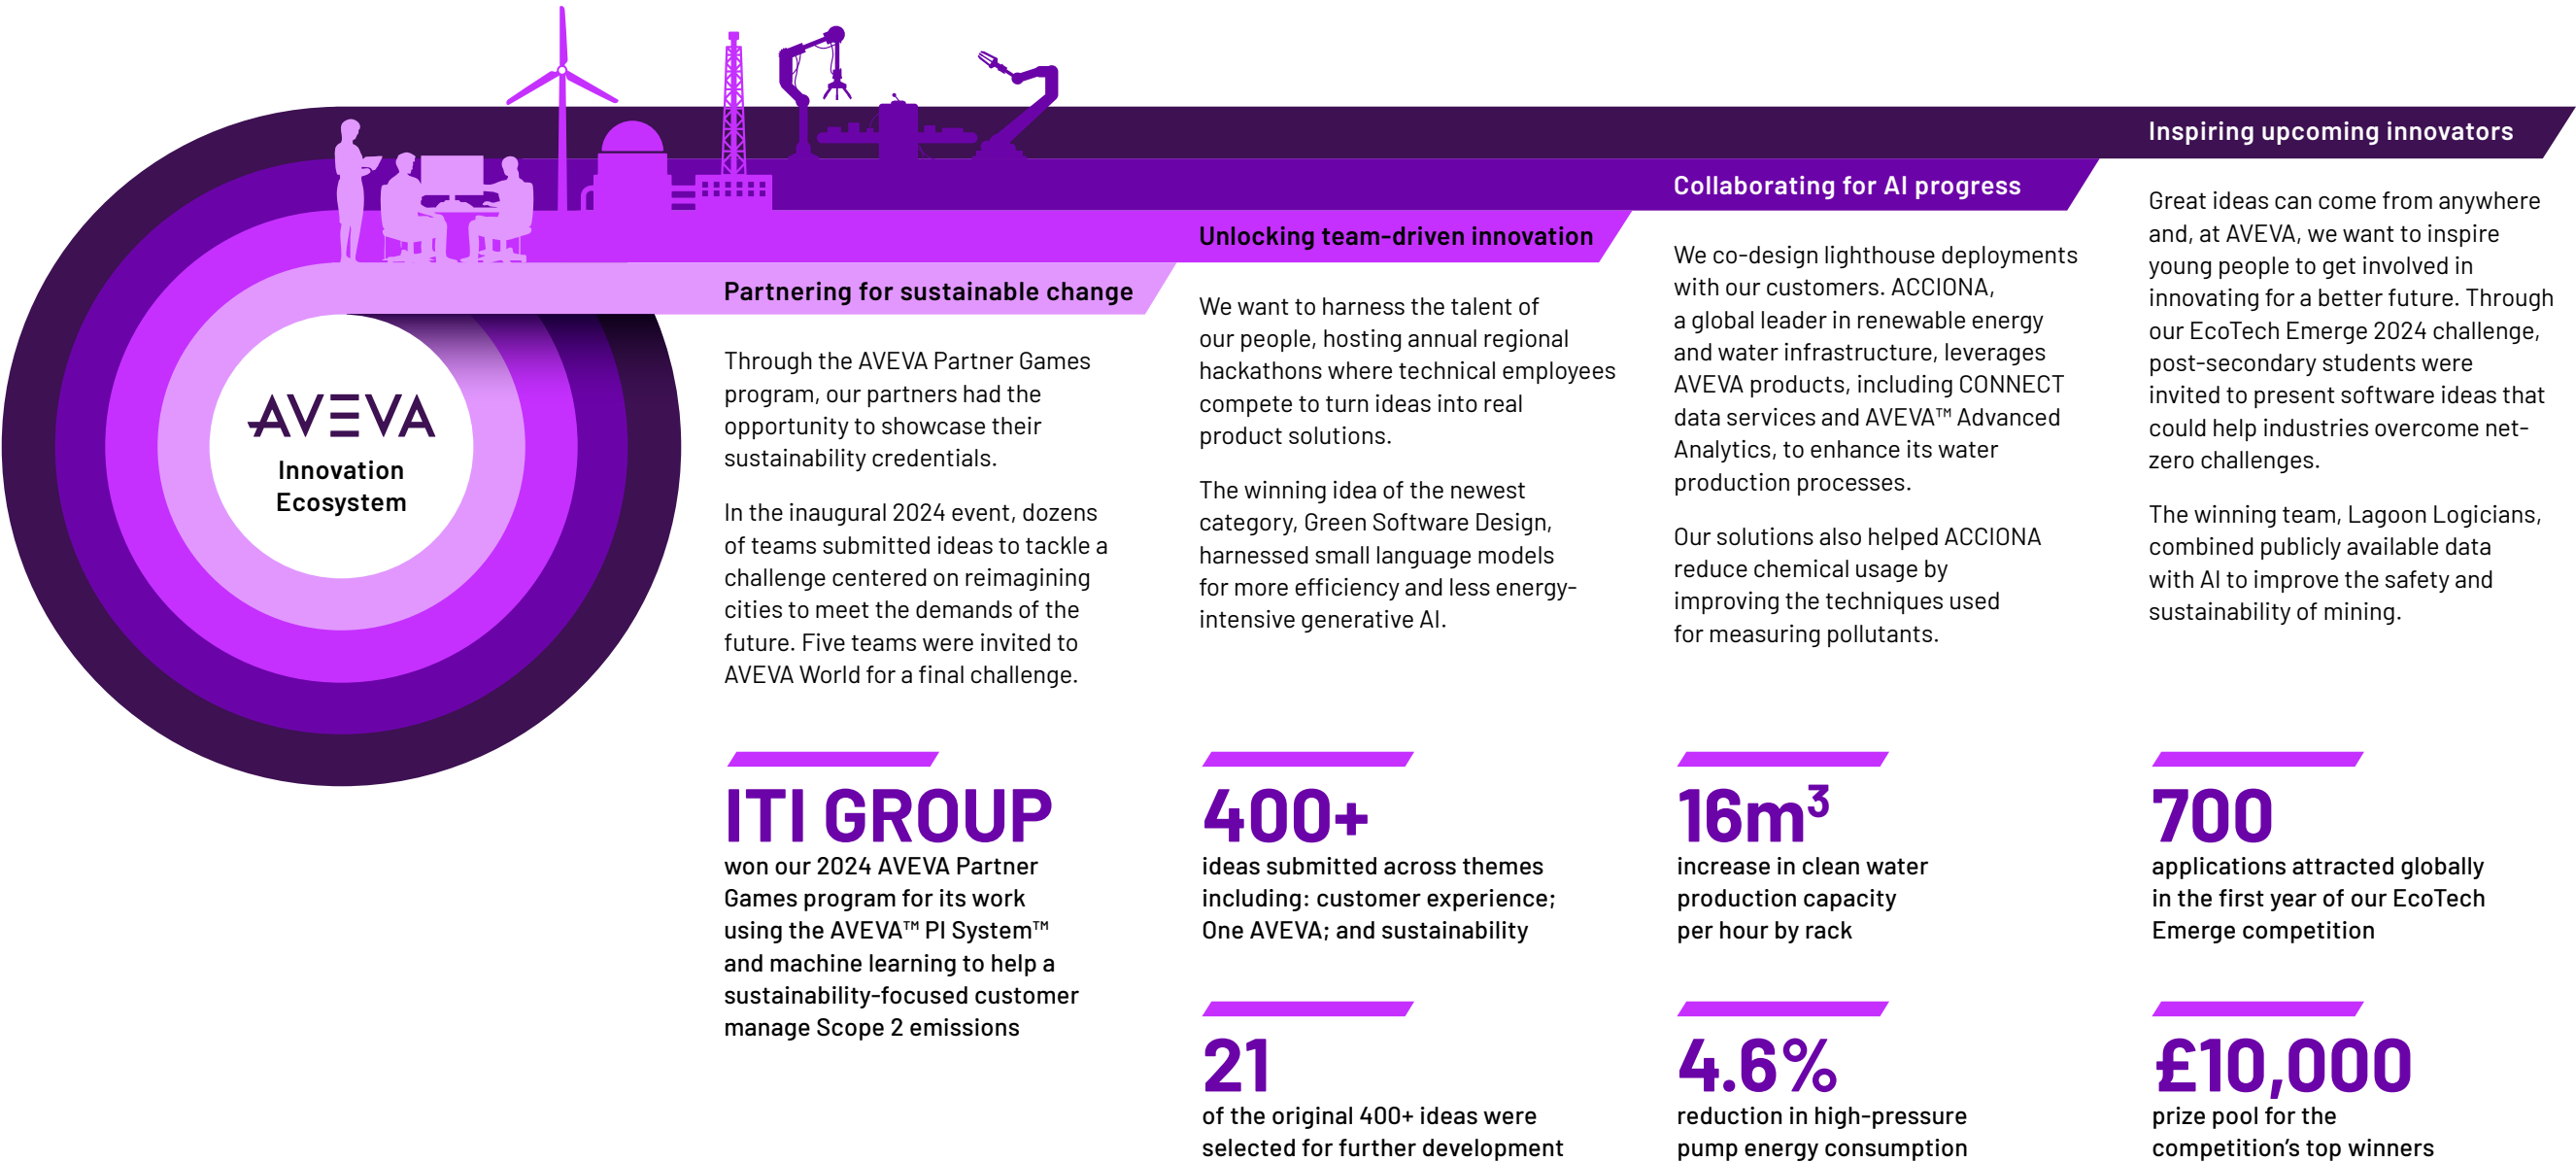 AVEVA
Innovation
Ecosystem
Partnering for sustainable change
Through the AVEVA Partner Games
program, our partners had the
opportunity to showcase their
sustainability credentials.
In the inaugural 2024 event, dozens
of teams submitted ideas to tackle a
challenge centered on reimagining
cities to meet the demands of the
future. Five teams were invited to
AVEVA World for a final challenge.
ITI GROUP
won our 2024 AVEVA Partner
Games program for its work
using the AVEVA™ PI System™
and machine learning to help a
sustainability-focused customer
manage Scope 2 emissions
Unlocking team-driven innovation
We want to harness the talent of
our people, hosting annual regional
hackathons where technical employees
compete to turn ideas into real
product solutions.
The winning idea of the newest
category, Green Software Design,
harnessed small language models
for more efficiency and less energy-
intensive generative AI.
400+
ideas submitted across themes
including: customer experience;
One AVEVA; and sustainability
21
of the original 400+ ideas were
selected for further development
Collaborating for AI progress
We co-design lighthouse deployments
with our customers. ACCIONA,
a global leader in renewable energy
and water infrastructure, leverages
AVEVA products, including CONNECT
data services and AVEVA™ Advanced
Analytics, to enhance its water
production processes.
Our solutions also helped ACCIONA
reduce chemical usage by
improving the techniques used
for measuring pollutants.
16m³
increase in clean water
production capacity
per hour by rack
4.6%
reduction in high-pressure
pump energy consumption
Inspiring upcoming innovators
Great ideas can come from anywhere
and, at AVEVA, we want to inspire
young people to get involved in
innovating for a better future. Through
our EcoTech Emerge 2024 challenge,
post-secondary students were
invited to present software ideas that
could help industries overcome net-
zero challenges.
The winning team, Lagoon Logicians,
combined publicly available data
with AI to improve the safety and
sustainability of mining.
700
applications attracted globally
in the first year of our EcoTech
Emerge competition
£10,000
prize pool for the
competition's top winners